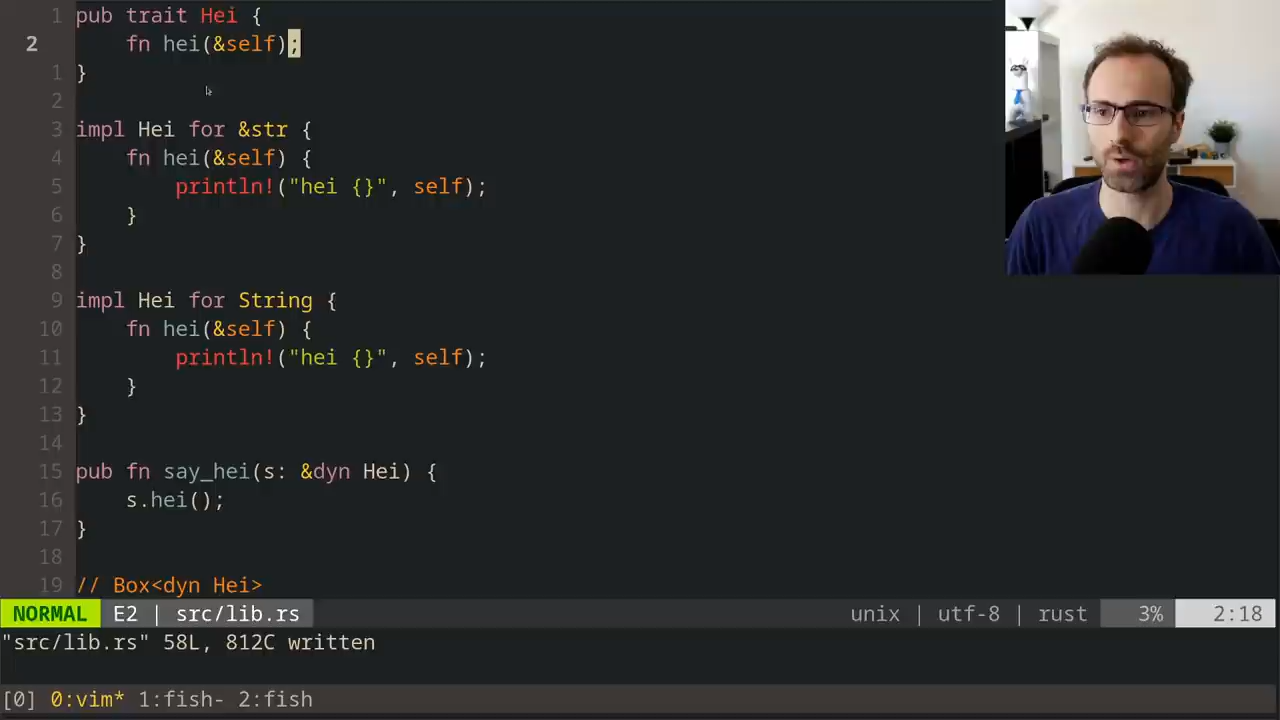 1 pub trait Hei {
2 fn hei(&self);
1 }
2
3 impl Hei for &str {
4 fn hei(&self) {
5 println!("hei {}", self);
6 }
7 }
8
9 impl Hei for String {
10 fn hei(&self) {
11 println!("hei {}", self);
12 }
13 }
14
15 pub fn say_hei(s: &dyn Hei) {
16 s.hei();
17 }
18
19 // Box<dyn Hei>
NORMAL E2 | src/lib.rs unix | utf-8 | rust 3% 2:18
"src/lib.rs" 58L, 812C written
[0] 0:vim* 1:fish- 2:fish